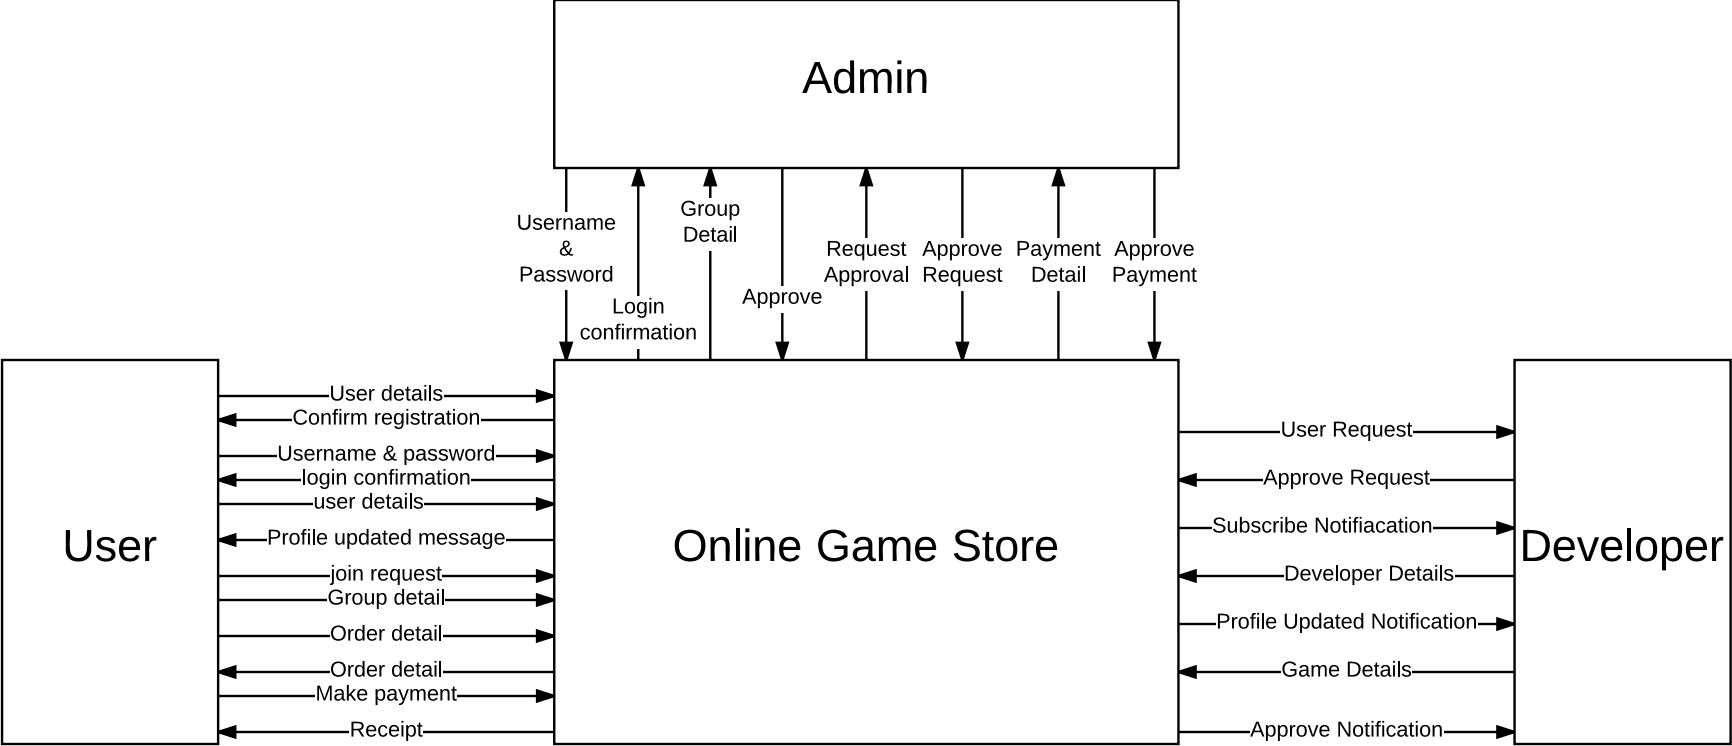 Admin
Username
&
Password
Login
confirmation
Group
Detail
Approve
Request
Approval
Approve
Request
Payment
Detail
Approve
Payment
User
User details
Confirm registration
Username & password
login confirmation
user details
Profile updated message
join request
Group detail
Order detail
Order detail
Make payment
Receipt
Online Game Store
User Request
Approve Request
Subscribe Notifiacation
Developer Details
Profile Updated Notification
Game Details
Approve Notification
Developer